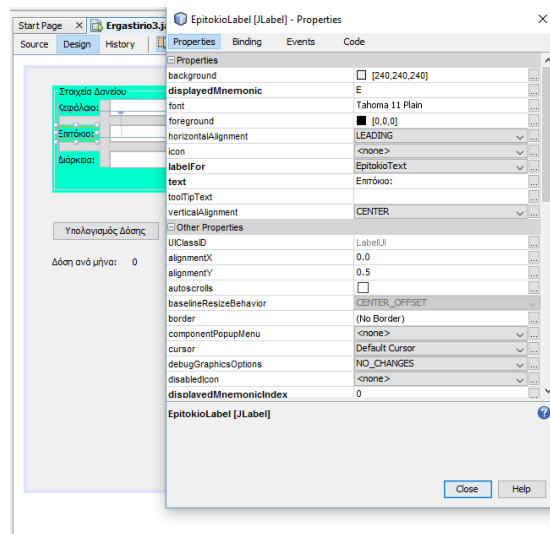 Start Page
Ergastirio3.ja
Source Design History
Στοιχεία Δανείου
Κεφάλαιο:
Επιτόκιο:
Διάρκεια:
Υπολογισμός Δόσης
Δόση ανά μήνα: 0
EpitokioLabel [JLabel] - Properties
Properties Binding Events Code
Properties
background [240,240,240] ...
displayedMnemonic E ...
font Tahoma 11 Plain ...
foreground [0,0,0] ...
horizontalAlignment LEADING ...
icon <none> ...
labelFor EpitokioText ...
text Επιτόκιο: ...
toolTipText ...
verticalAlignment CENTER ...
Other Properties
UIClassID LabelUI ...
alignmentX 0.0 ...
alignmentY 0.5 ...
autoscrolls ...
baselineResizeBehavior CENTER_OFFSET
border (No Border) ...
componentPopupMenu <none> ...
cursor Default Cursor ...
debugGraphicsOptions NO_CHANGES ...
disabledIcon <none> ...
displayedMnemonicIndex 0 ...
EpitokioLabel [JLabel]
Close Help